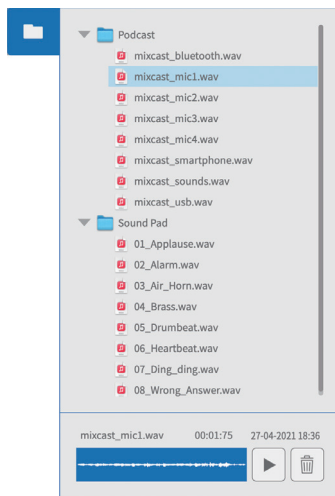 Podcast
mixcast_bluetooth.wav
mixcast_mic1.wav
mixcast_mic2.wav
mixcast_mic3.wav
mixcast_mic4.wav
mixcast_smartphone.wav
mixcast_sounds.wav
mixcast_usb.wav
Sound Pad
01_Applause.wav
02_Alarm.wav
03_Air_Horn.wav
04_Brass.wav
05_Drumbeat.wav
06_Heartbeat.wav
07_Ding_ding.wav
08_Wrong_Answer.wav
mixcast_mic1.wav 00:01:75 27-04-2021 18:36